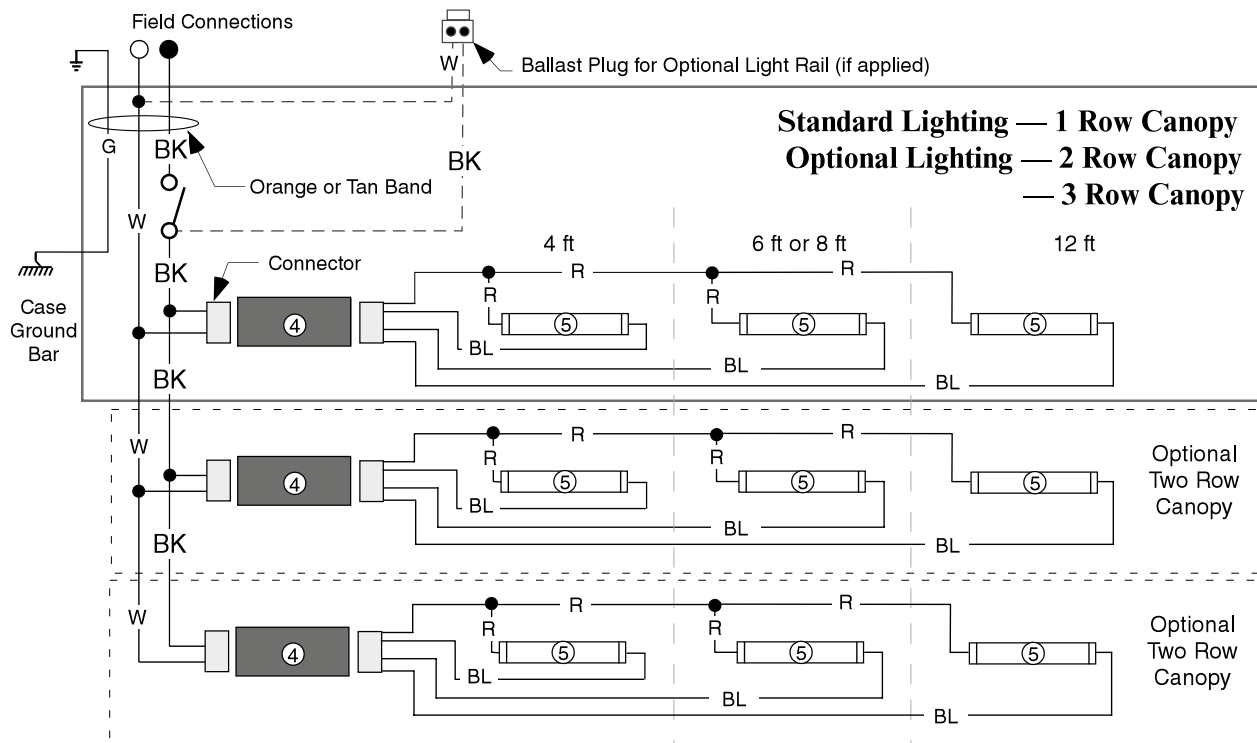 Field Connections
W
Ballast Plug for Optional Light Rail (if applied)
Standard Lighting — 1 Row Canopy
Optional Lighting — 2 Row Canopy
— 3 Row Canopy
G
BK
BK
Orange or Tan Band
W
4 ft
6 ft or 8 ft
12 ft
BK
Connector
R
R
R
R
Case
Ground
Bar
4
5
5
5
BL
BL
BL
BK
W
R
R
R
R
4
5
5
5
BL
BL
BL
Optional
Two Row
Canopy
BK
W
R
R
R
R
4
5
5
5
BL
BL
BL
Optional
Two Row
Canopy